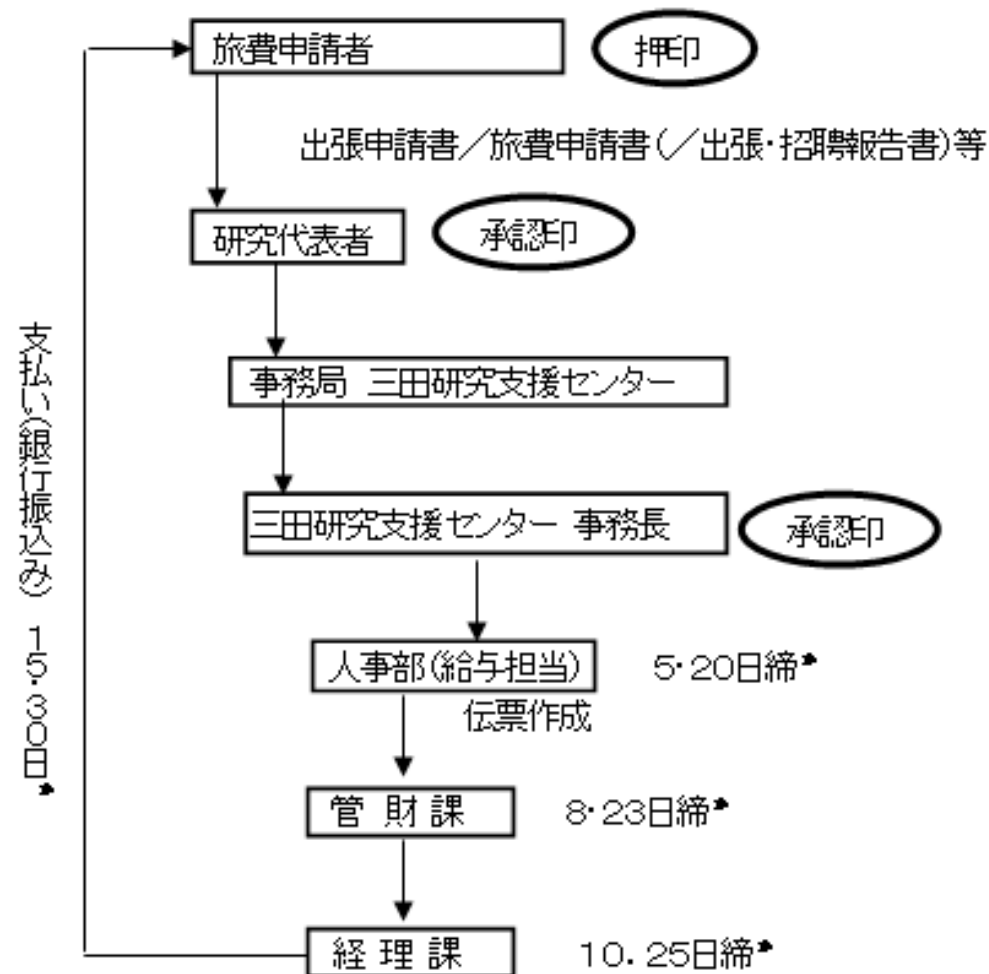 旅費申請者 押印
出張申請書／旅費申請書（／出張・招聘報告書）等
研究代表者 承認印
事務局 三田研究支援センター
三田研究支援センター 事務長 承認印
人事部（給与担当） 5・20日締*
伝票作成
管 財 課 8・23日締*
経 理 課 10．25日締*
支払い（銀行振込み） 15・30日*